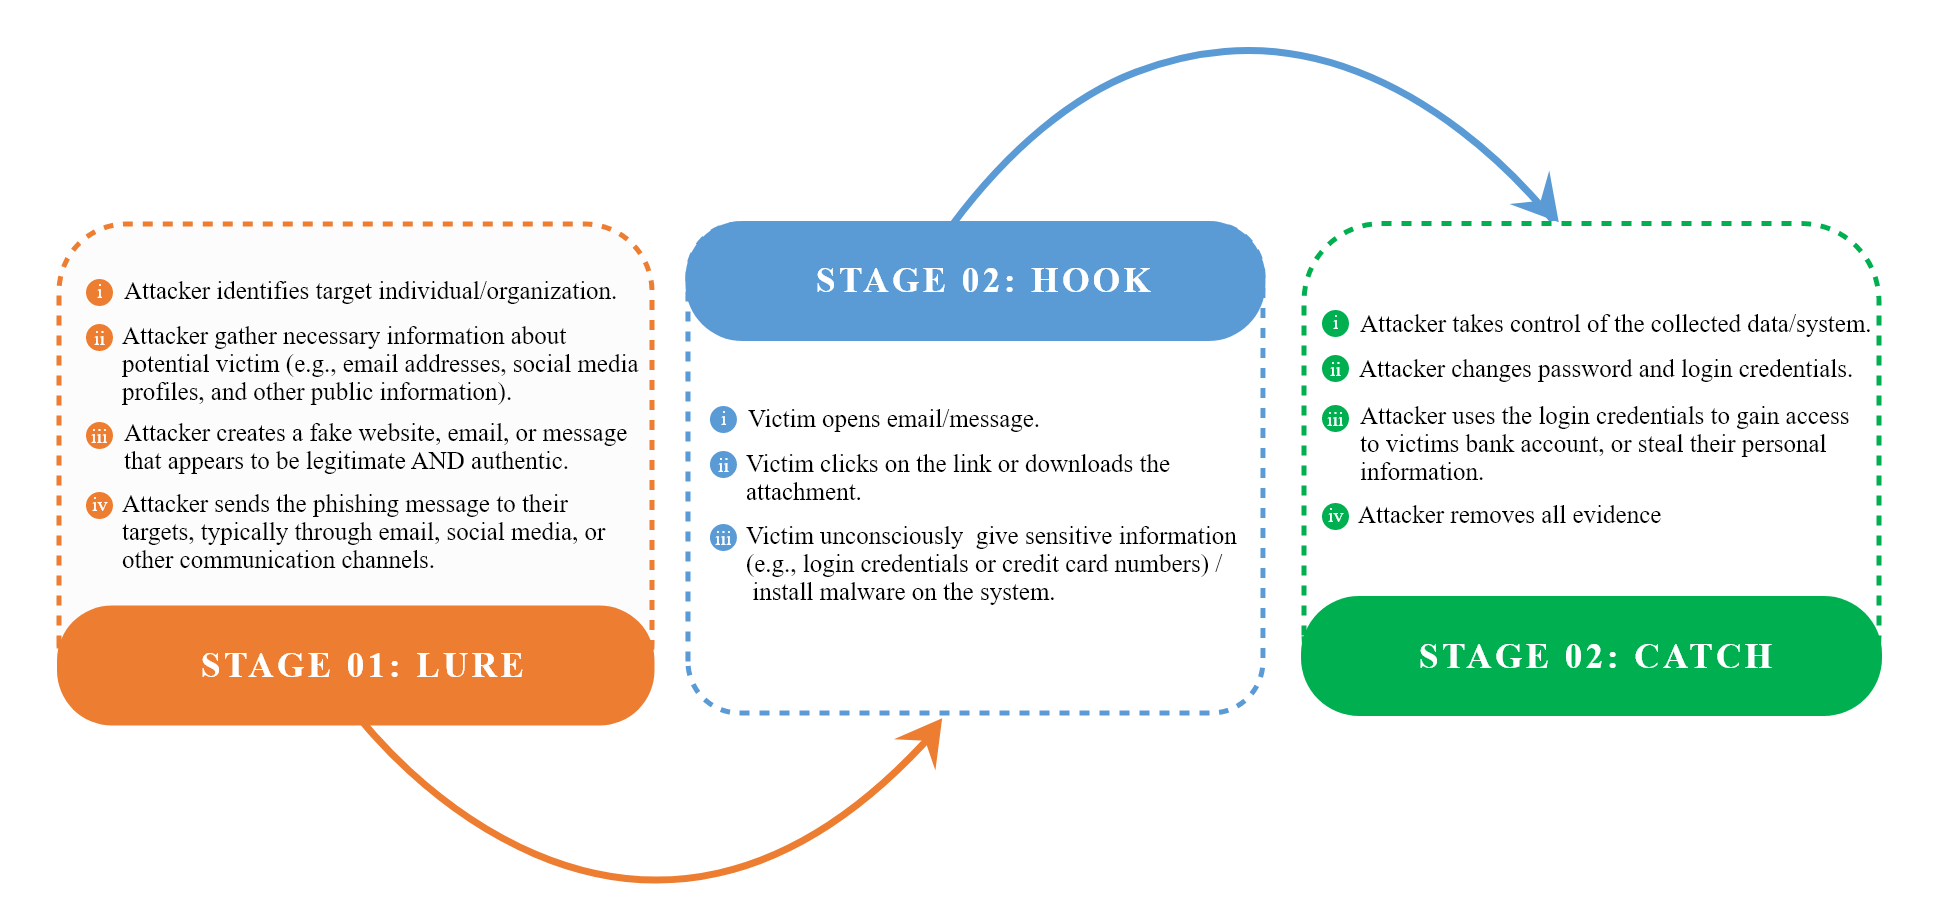 i Attacker identifies target individual/organization.
ii Attacker gather necessary information about
potential victim (e.g., email addresses, social media
profiles, and other public information).
iii Attacker creates a fake website, email, or message
that appears to be legitimate AND authentic.
iv Attacker sends the phishing message to their
targets, typically through email, social media, or
other communication channels.
STAGE 01: LURE
STAGE 02: HOOK
i Victim opens email/message.
ii Victim clicks on the link or downloads the
attachment.
iii Victim unconsciously  give sensitive information
(e.g., login credentials or credit card numbers) /
install malware on the system.
i Attacker takes control of the collected data/system.
ii Attacker changes password and login credentials.
iii Attacker uses the login credentials to gain access
to victims bank account, or steal their personal
information.
iv Attacker removes all evidence
STAGE 02: CATCH